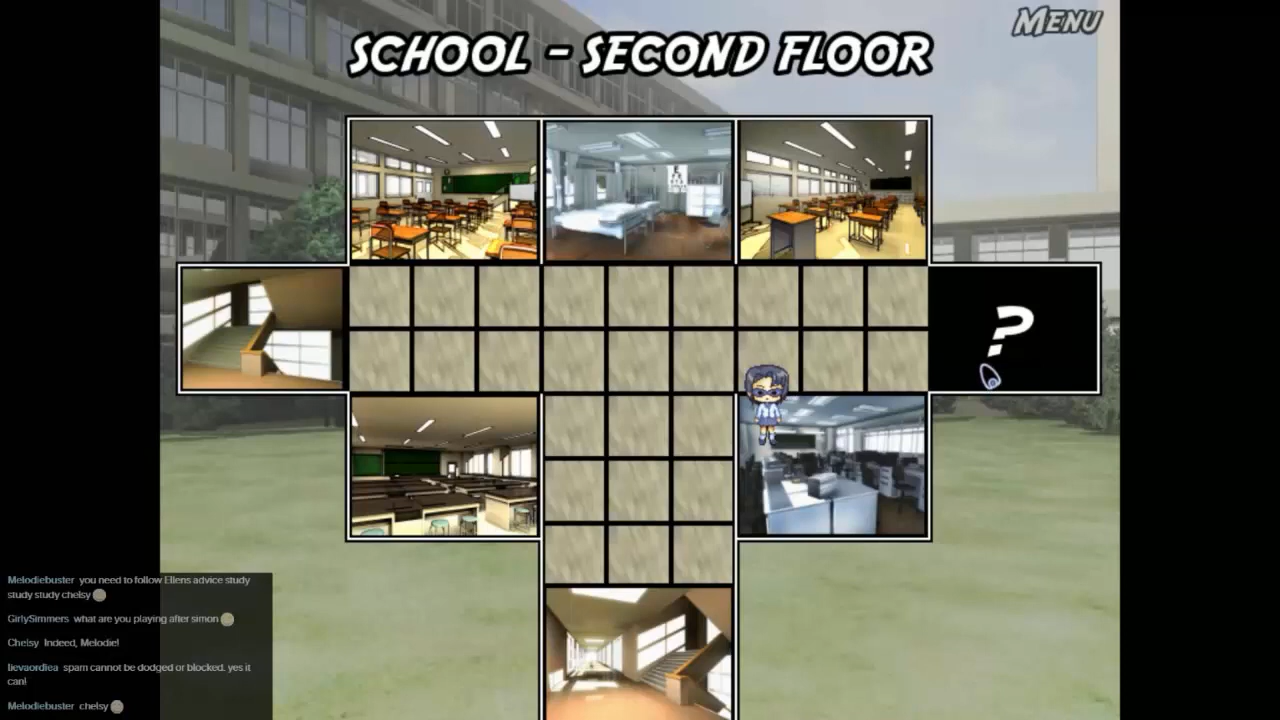 MENU
SCHOOL - SECOND FLOOR
?
Melodiebuster you need to follow Ellens advice study
study study chelsy
GirlySimmers what are you playing after simon
Chelsy Indeed, Melodie!
lievaordiea spam cannot be dodged or blocked. yes it
can!
Melodiebuster chelsy